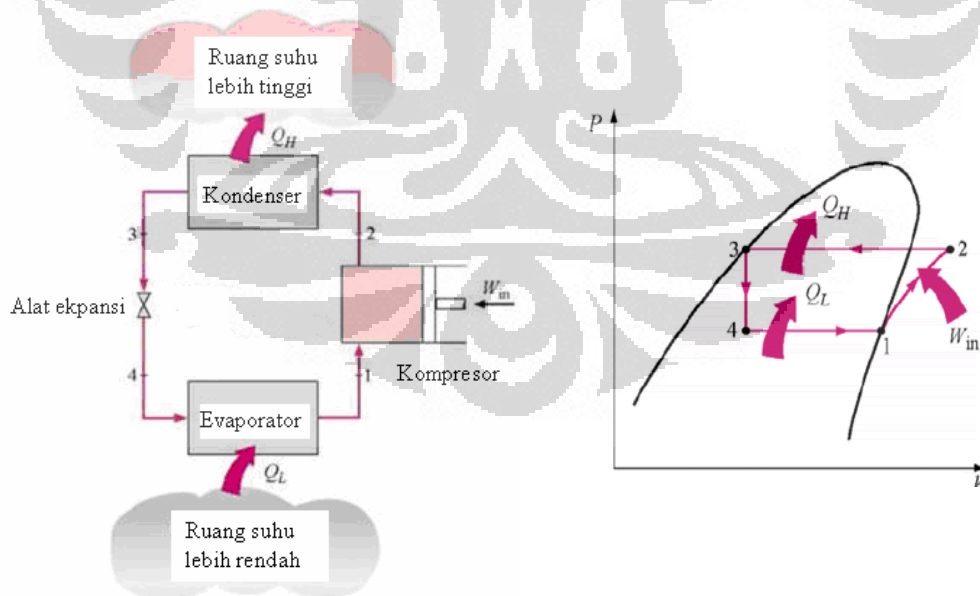 Ruang suhu
lebih tinggi
Q_H
Kondenser
3
2
Alat ekpansi
W_in
4
1
Kompresor
Evaporator
Q_L
Ruang suhu
lebih rendah
P
Q_H
3
2
Q_L
4
1
W_in